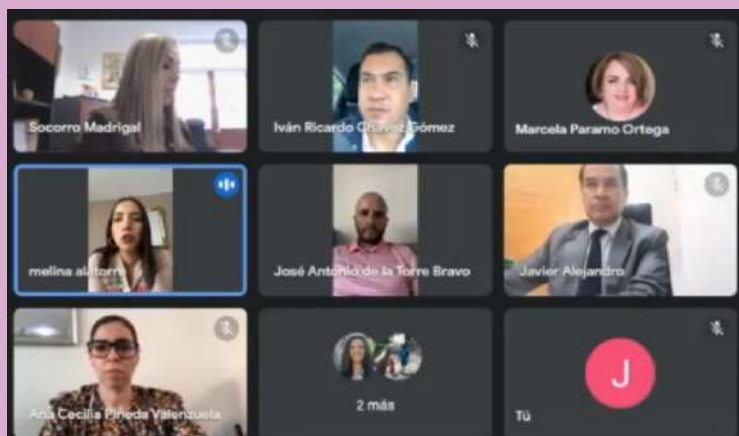 Socorro Madrigal
Iván Ricardo Chavez Gómez
Marcela Paramo Ortega
melina alatorre
José Antonio de la Torre Bravo
Javier Alejandro
Ana Cecilia Pineda Valenzuela
2 más
J
Tú